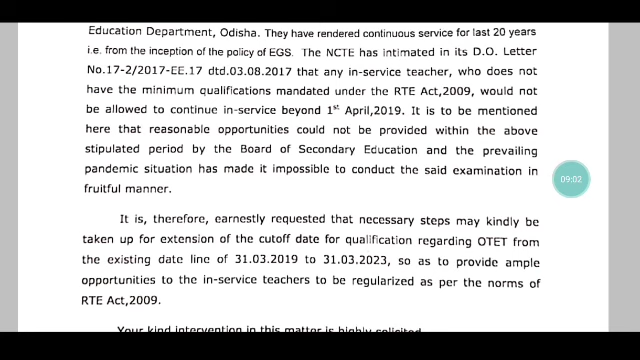 Education Department, Odisha. They have rendered continuous service for last 20 years
i.e. from the inception of the policy of EGS. The NCTE has intimated in its D.O. Letter
No.17-2/2017-EE.17 dtd.03.08.2017 that any in-service teacher, who does not
have the minimum qualifications mandated under the RTE Act,2009, would not
be allowed to continue in-service beyond 1st April,2019. It is to be mentioned
here that reasonable opportunities could not be provided within the above
stipulated period by the Board of Secondary Education and the prevailing
pandemic situation has made it impossible to conduct the said examination in
fruitful manner.
09:02
It is, therefore, earnestly requested that necessary steps may kindly be
taken up for extension of the cutoff date for qualification regarding OTET from
the existing date line of 31.03.2019 to 31.03.2023, so as to provide ample
opportunities to the in-service teachers to be regularized as per the norms of
RTE Act,2009.
Your kind intervention in this matter is highly solicited.